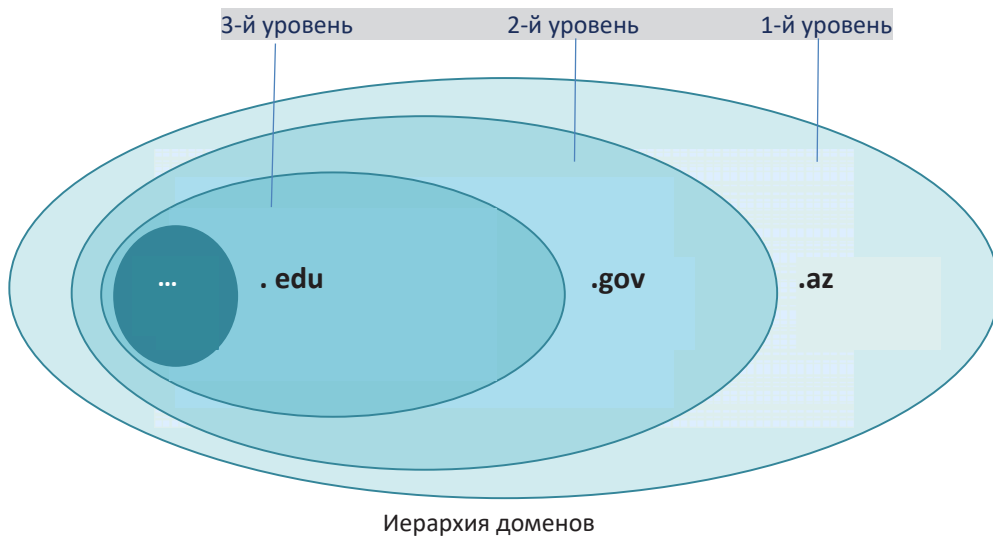 3-й уровень 2-й уровень 1-й уровень
... . edu .gov .az
Иерархия доменов